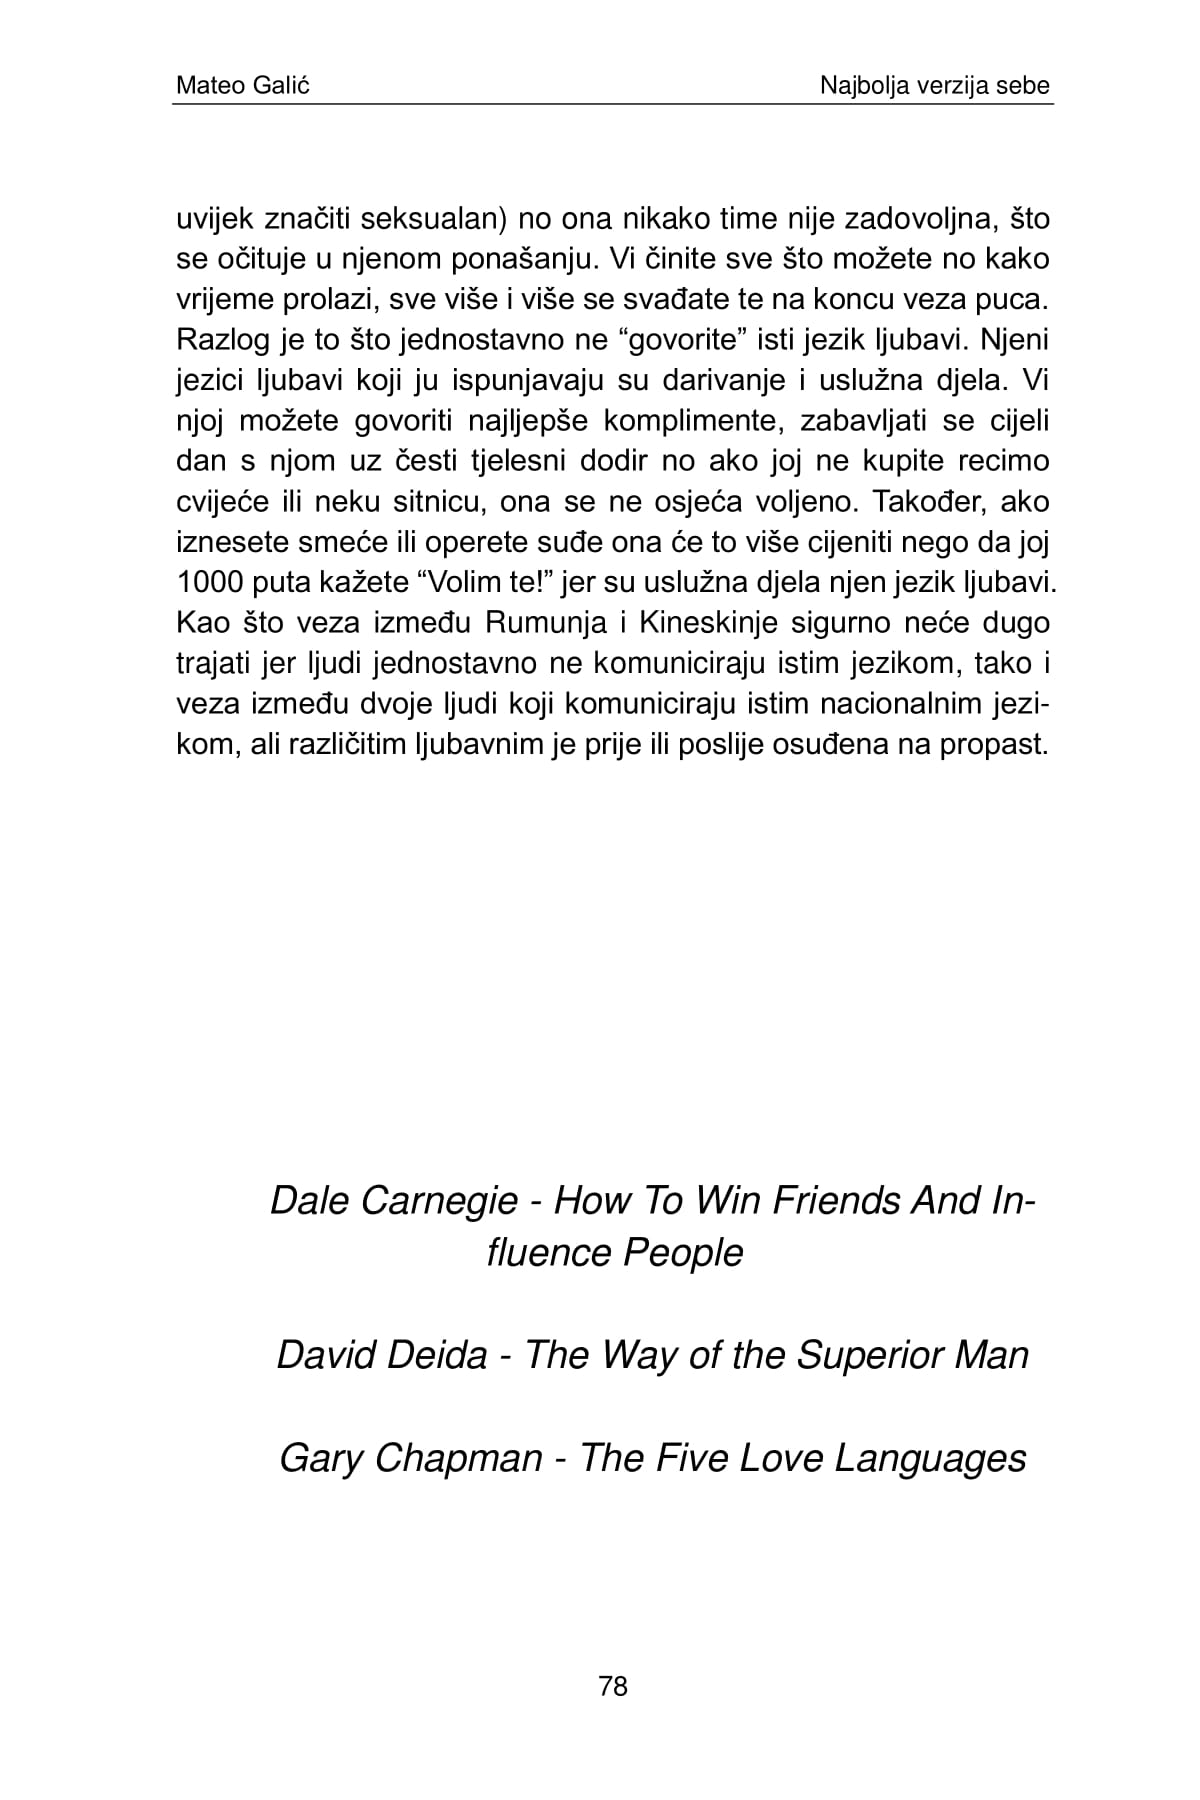 Mateo Galić Najbolja verzija sebe
uvijek značiti seksualan) no ona nikako time nije zadovoljna, što
se očituje u njenom ponašanju. Vi činite sve što možete no kako
vrijeme prolazi, sve više i više se svađate te na koncu veza puca.
Razlog je to što jednostavno ne “govorite” isti jezik ljubavi. Njeni
jezici ljubavi koji ju ispunjavaju su darivanje i uslužna djela. Vi
njoj možete govoriti najljepše komplimente, zabavljati se cijeli
dan s njom uz česti tjelesni dodir no ako joj ne kupite recimo
cvijeće ili neku sitnicu, ona se ne osjeća voljeno. Također, ako
iznesete smeće ili operete suđe ona će to više cijeniti nego da joj
1000 puta kažete “Volim te!” jer su uslužna djela njen jezik ljubavi.
Kao što veza između Rumunja i Kineskinje sigurno neće dugo
trajati jer ljudi jednostavno ne komuniciraju istim jezikom, tako i
veza između dvoje ljudi koji komuniciraju istim nacionalnim jezi-
kom, ali različitim ljubavnim je prije ili poslije osuđena na propast.
Dale Carnegie - How To Win Friends And In-
fluence People
David Deida - The Way of the Superior Man
Gary Chapman - The Five Love Languages
78